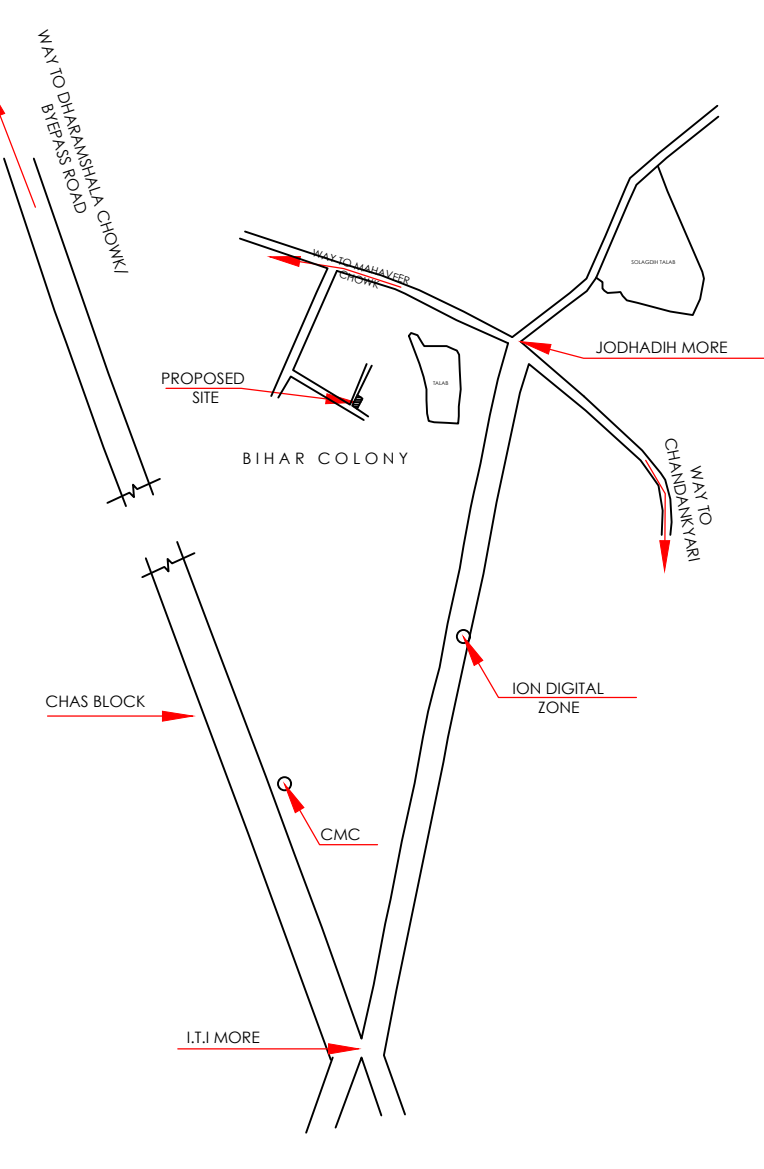 WAY TO DHARAMSHALA CHOWK/
BYEPASS ROAD
WAY TO MAHAVEER
CHOWK
SOLAGDIH TALAB
JODHADIH MORE
PROPOSED
SITE
TALAB
BIHAR COLONY
WAY TO
CHANDANKYARI
ION DIGITAL
ZONE
CHAS BLOCK
CMC
I.T.I MORE